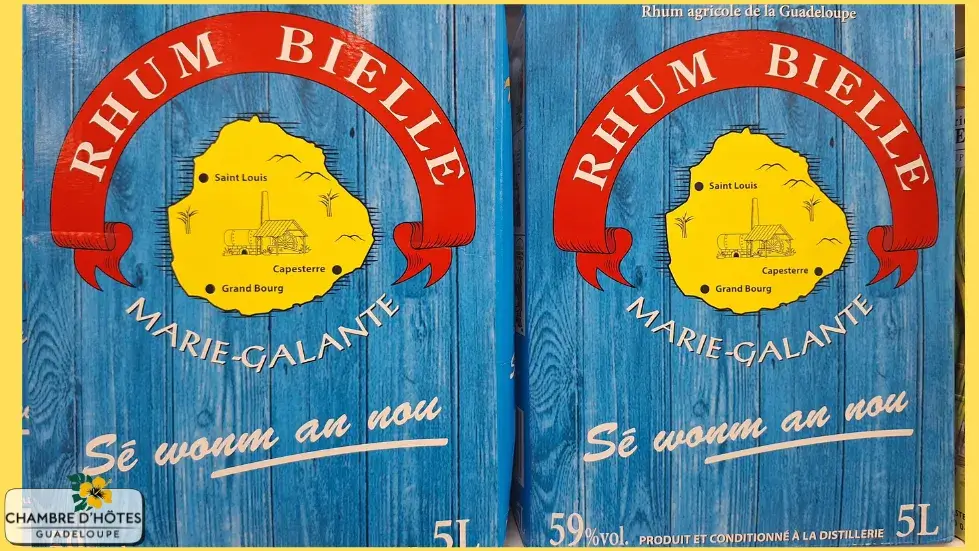 RHUM BIELLE
Saint Louis
Capesterre
Grand Bourg
MARIE-GALANTE
Sé wonm an nou
5L
Rhum agricole de la Guadeloupe
RHUM BIELLE
Saint Louis
Capesterre
Grand Bourg
MARIE-GALANTE
Sé wonm an nou
59%vol. PRODUIT ET CONDITIONNÉ À LA DISTILLERIE 5L
CHAMBRE D'HÔTES
GUADELOUPE